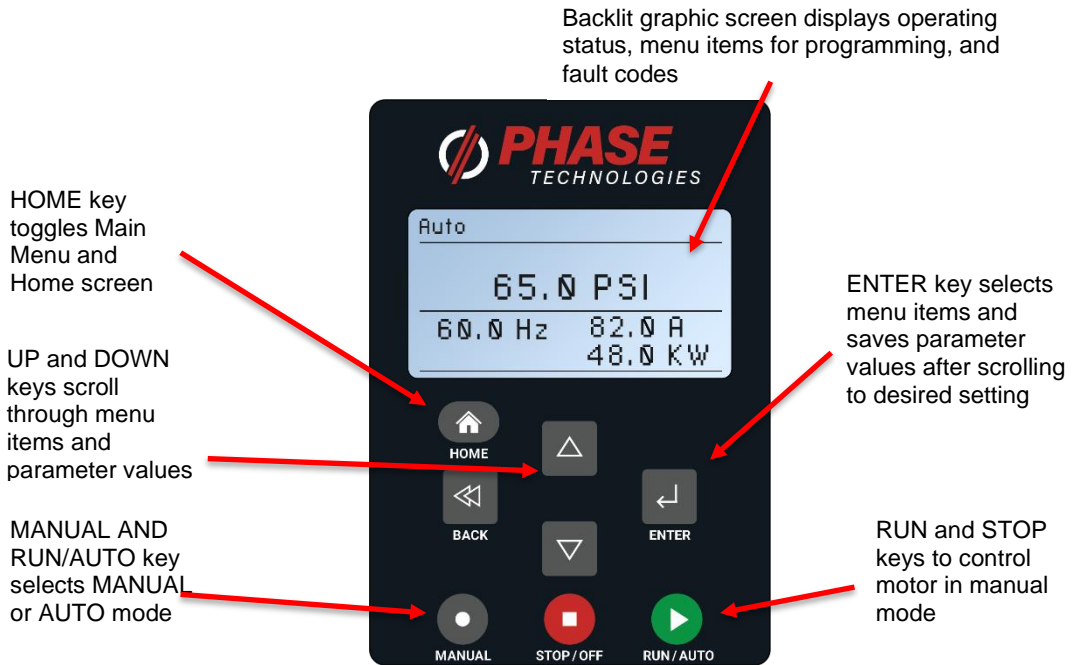 Backlit graphic screen displays operating
status, menu items for programming, and
fault codes
PHASE
TECHNOLOGIES
HOME key
toggles Main
Menu and
Home screen
Auto
65.0 PSI
60.0 Hz 82.0 A
48.0 KW
ENTER key selects
menu items and
saves parameter
values after scrolling
to desired setting
UP and DOWN
keys scroll
through menu
items and
parameter values
HOME
BACK
ENTER
MANUAL AND
RUN/AUTO key
selects MANUAL
or AUTO mode
RUN and STOP
keys to control
motor in manual
mode
MANUAL
STOP/OFF
RUN/AUTO